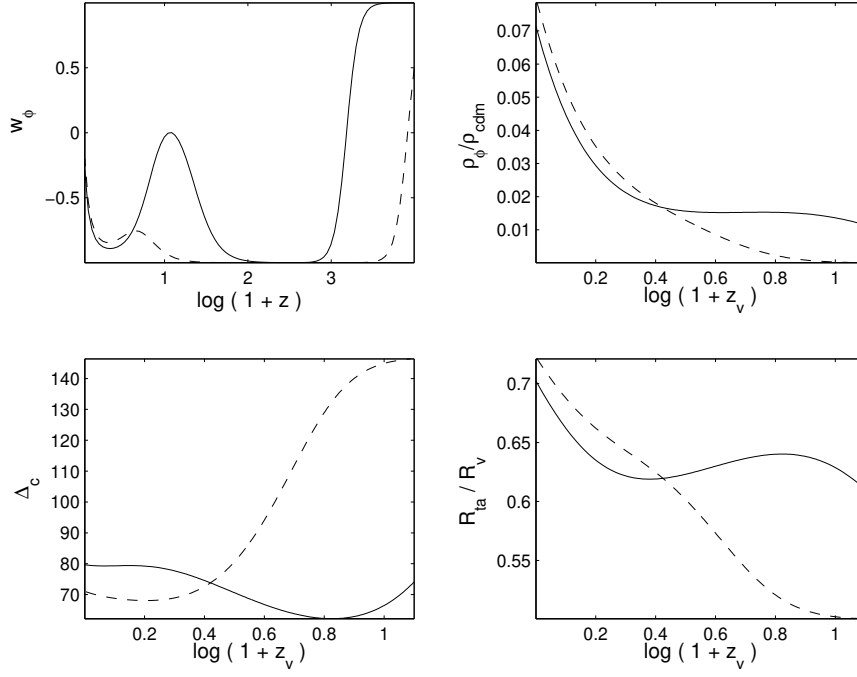 0.5
0
−0.5
w_ϕ
1 2 3
log ( 1 + z )
0.07
0.06
0.05
0.04
0.03
0.02
0.01
ρ_ϕ/ρ_cdm
0.2 0.4 0.6 0.8 1
log ( 1 + z_v )
140
130
120
110
100
90
80
70
Δ_c
0.2 0.4 0.6 0.8 1
log ( 1 + z_v )
0.7
0.65
0.6
0.55
R_ta / R_v
0.2 0.4 0.6 0.8 1
log ( 1 + z_v )